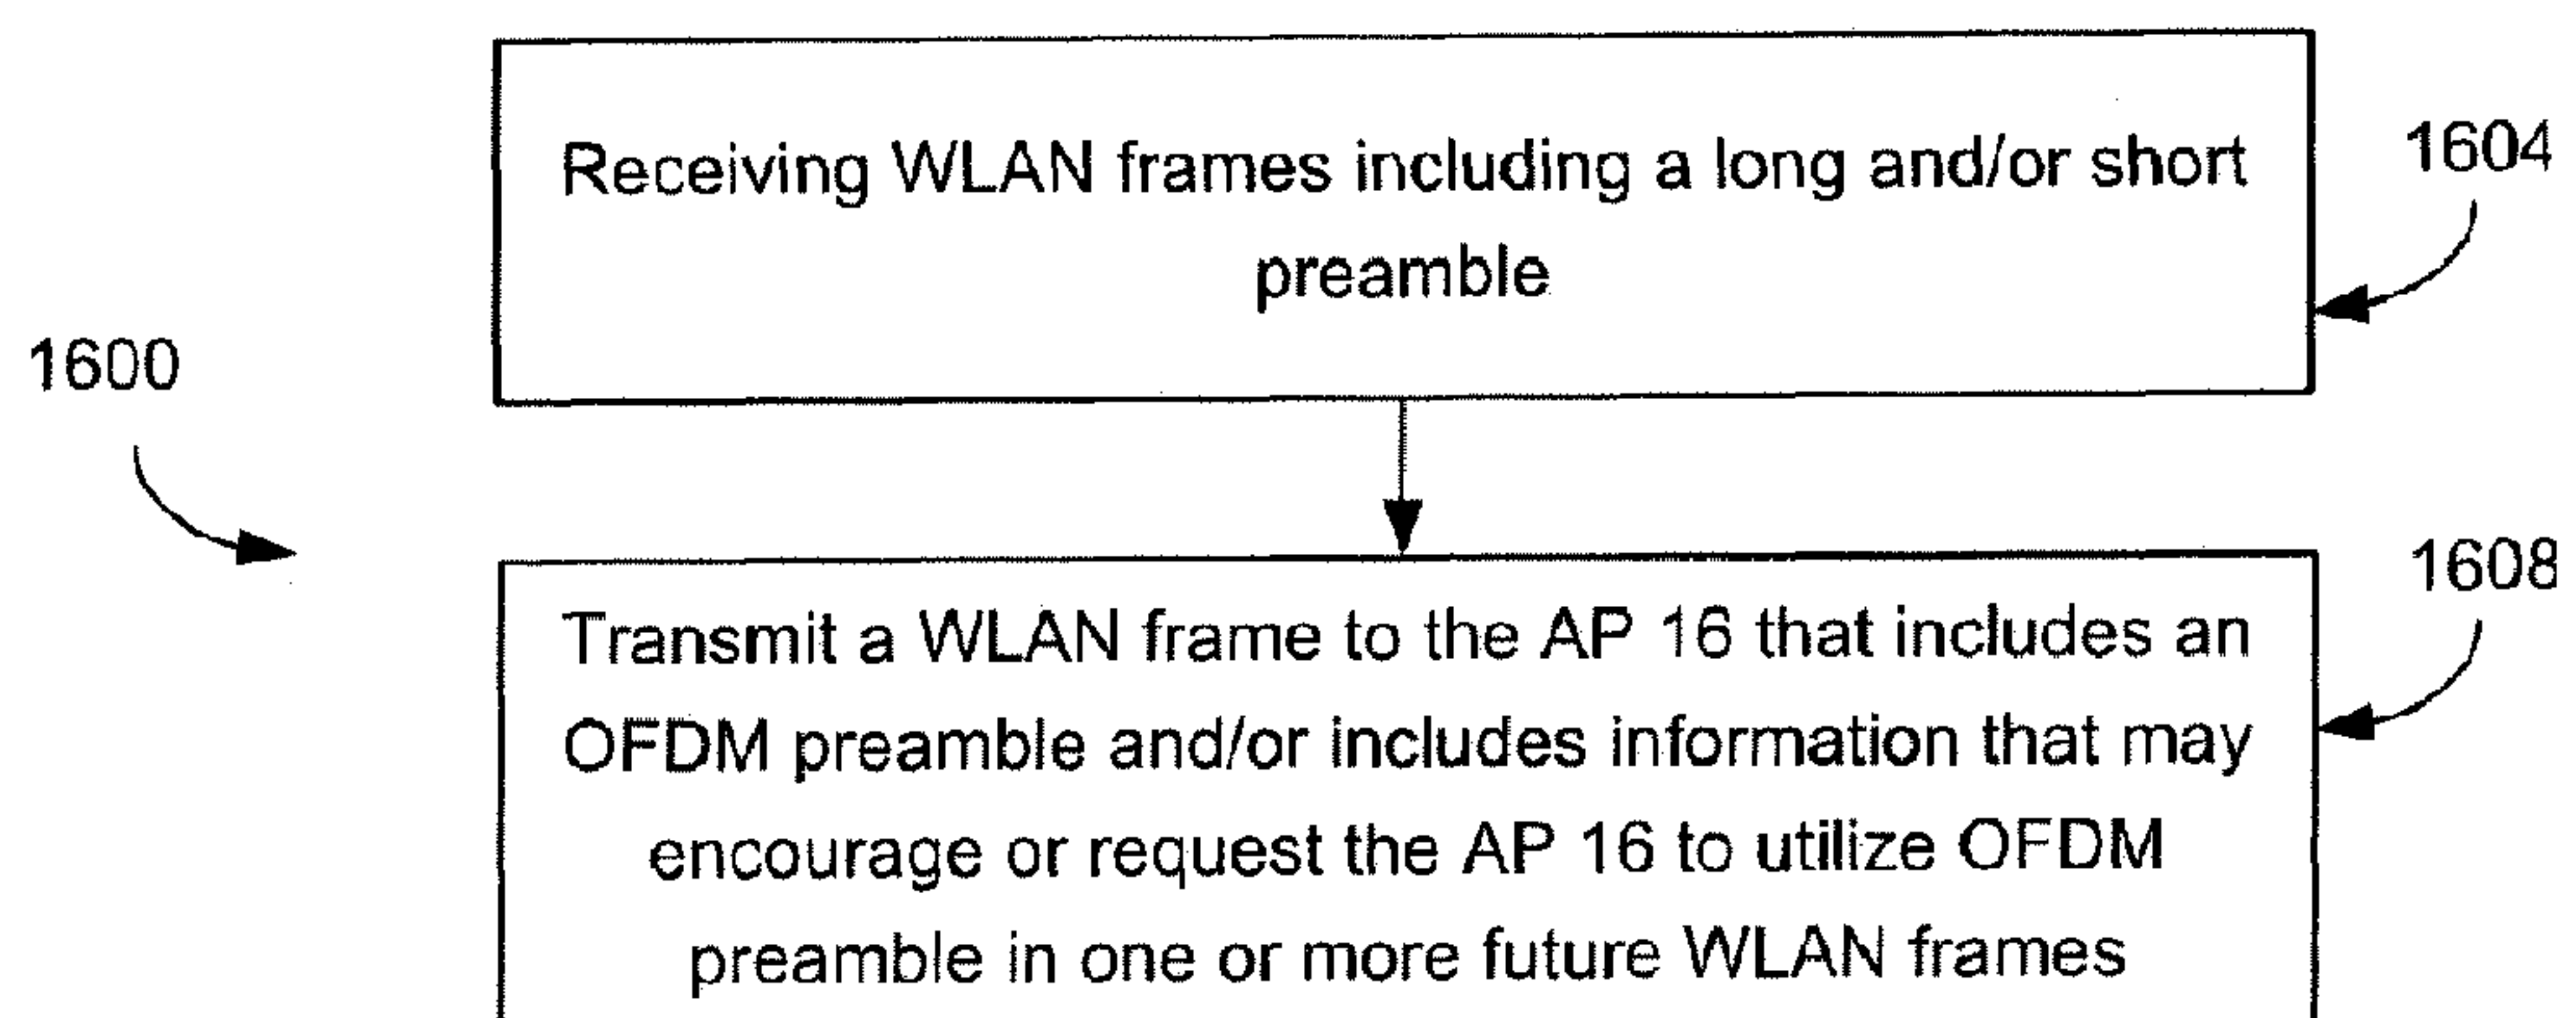 Receiving WLAN frames including a long and/or short
preamble
1604
1600
Transmit a WLAN frame to the AP 16 that includes an
OFDM preamble and/or includes information that may
encourage or request the AP 16 to utilize OFDM
preamble in one or more future WLAN frames
1608